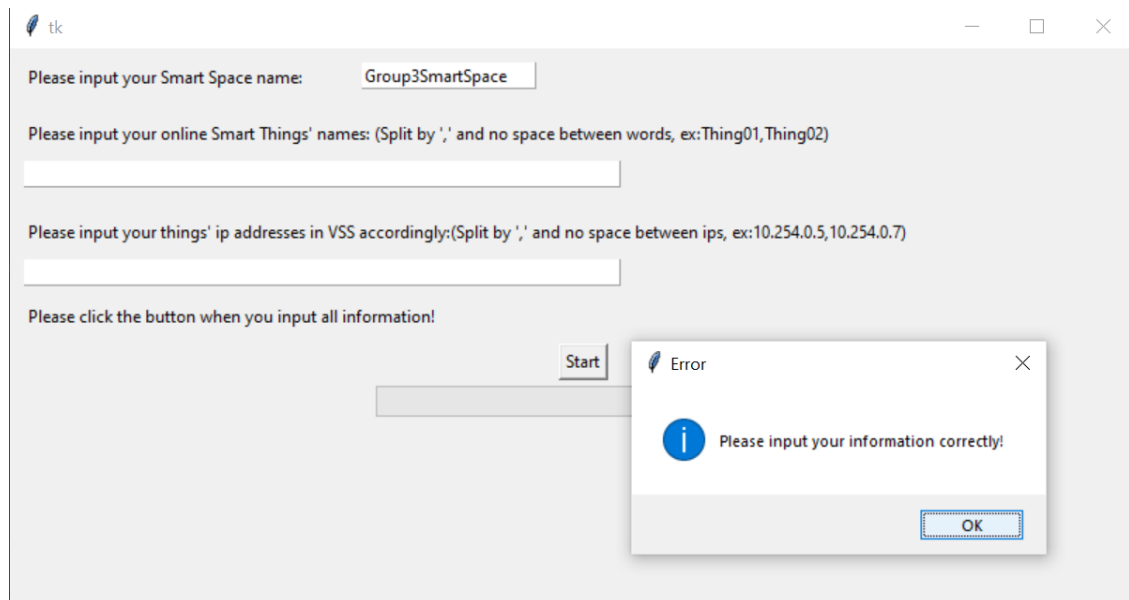 tk
Please input your Smart Space name:
Group3SmartSpace
Please input your online Smart Things' names: (Split by ',' and no space between words, ex:Thing01,Thing02)
Please input your things' ip addresses in VSS accordingly:(Split by ',' and no space between ips, ex:10.254.0.5,10.254.0.7)
Please click the button when you input all information!
Start
Error
Please input your information correctly!
OK